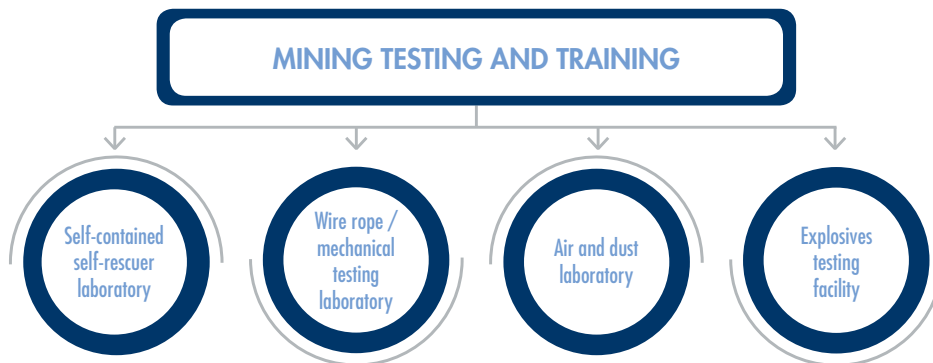 MINING TESTING AND TRAINING
Self-contained
self-rescuer
laboratory
Wire rope /
mechanical
testing
laboratory
Air and dust
laboratory
Explosives
testing
facility